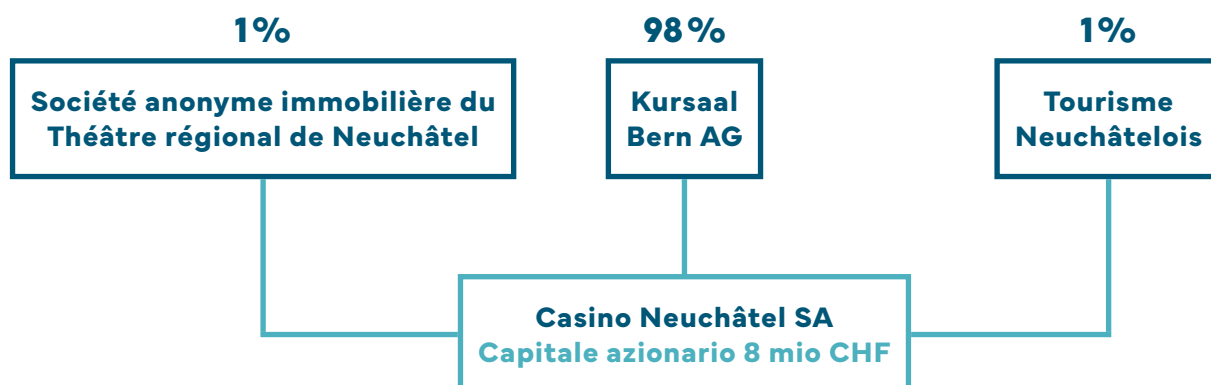 1%
98%
1%
Société anonyme immobilière du
Théâtre régional de Neuchâtel
Kursaal
Bern AG
Tourisme
Neuchâtelois
Casino Neuchâtel SA
Capitale azionario 8 mio CHF